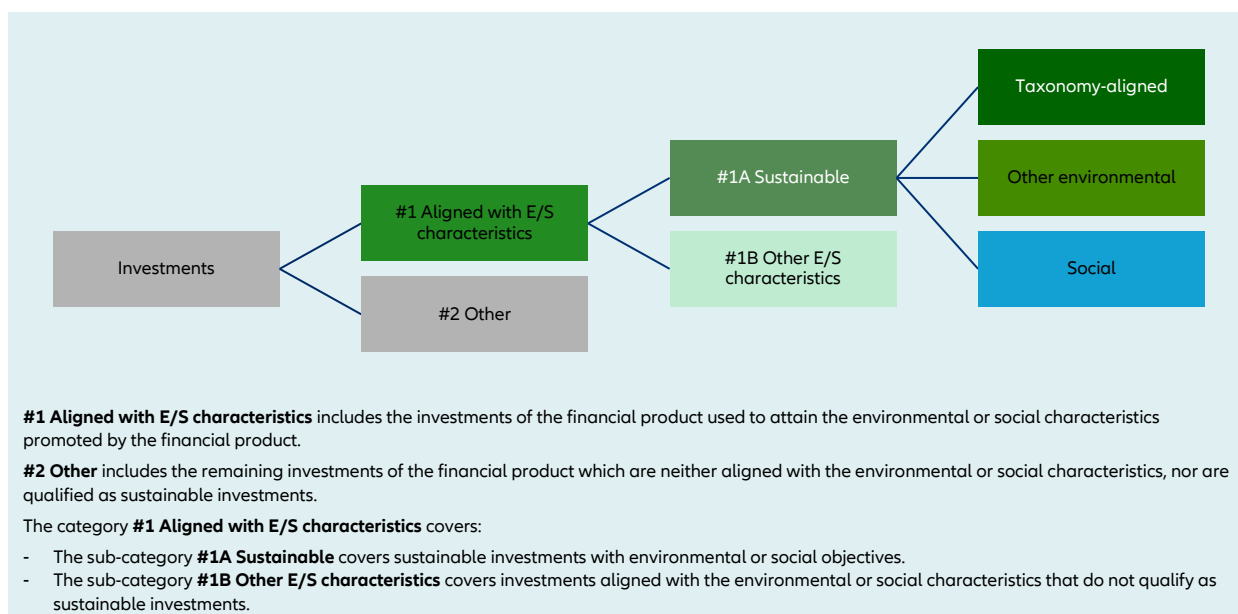 Taxonomy-aligned
#1A Sustainable
Other environmental
#1 Aligned with E/S
characteristics
Investments
#1B Other E/S
characteristics
Social
#2 Other
#1 Aligned with E/S characteristics includes the investments of the financial product used to attain the environmental or social characteristics
promoted by the financial product.
#2 Other includes the remaining investments of the financial product which are neither aligned with the environmental or social characteristics, nor are
qualified as sustainable investments.
The category #1 Aligned with E/S characteristics covers:
- The sub-category #1A Sustainable covers sustainable investments with environmental or social objectives.
- The sub-category #1B Other E/S characteristics covers investments aligned with the environmental or social characteristics that do not qualify as
sustainable investments.